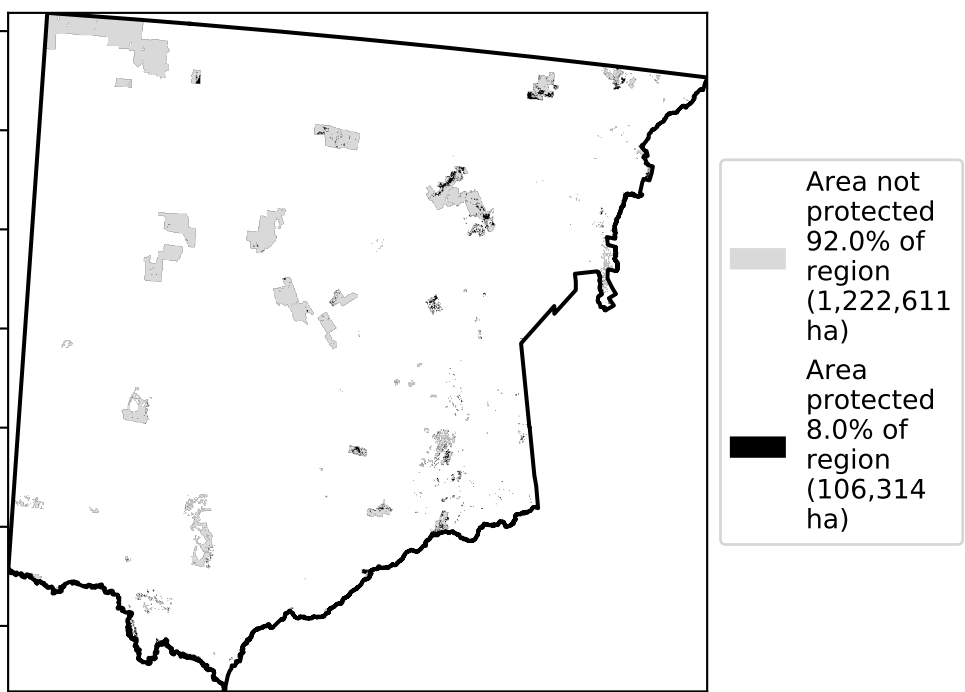 Area not
protected
92.0% of
region
(1,222,611
ha)
Area
protected
8.0% of
region
(106,314
ha)